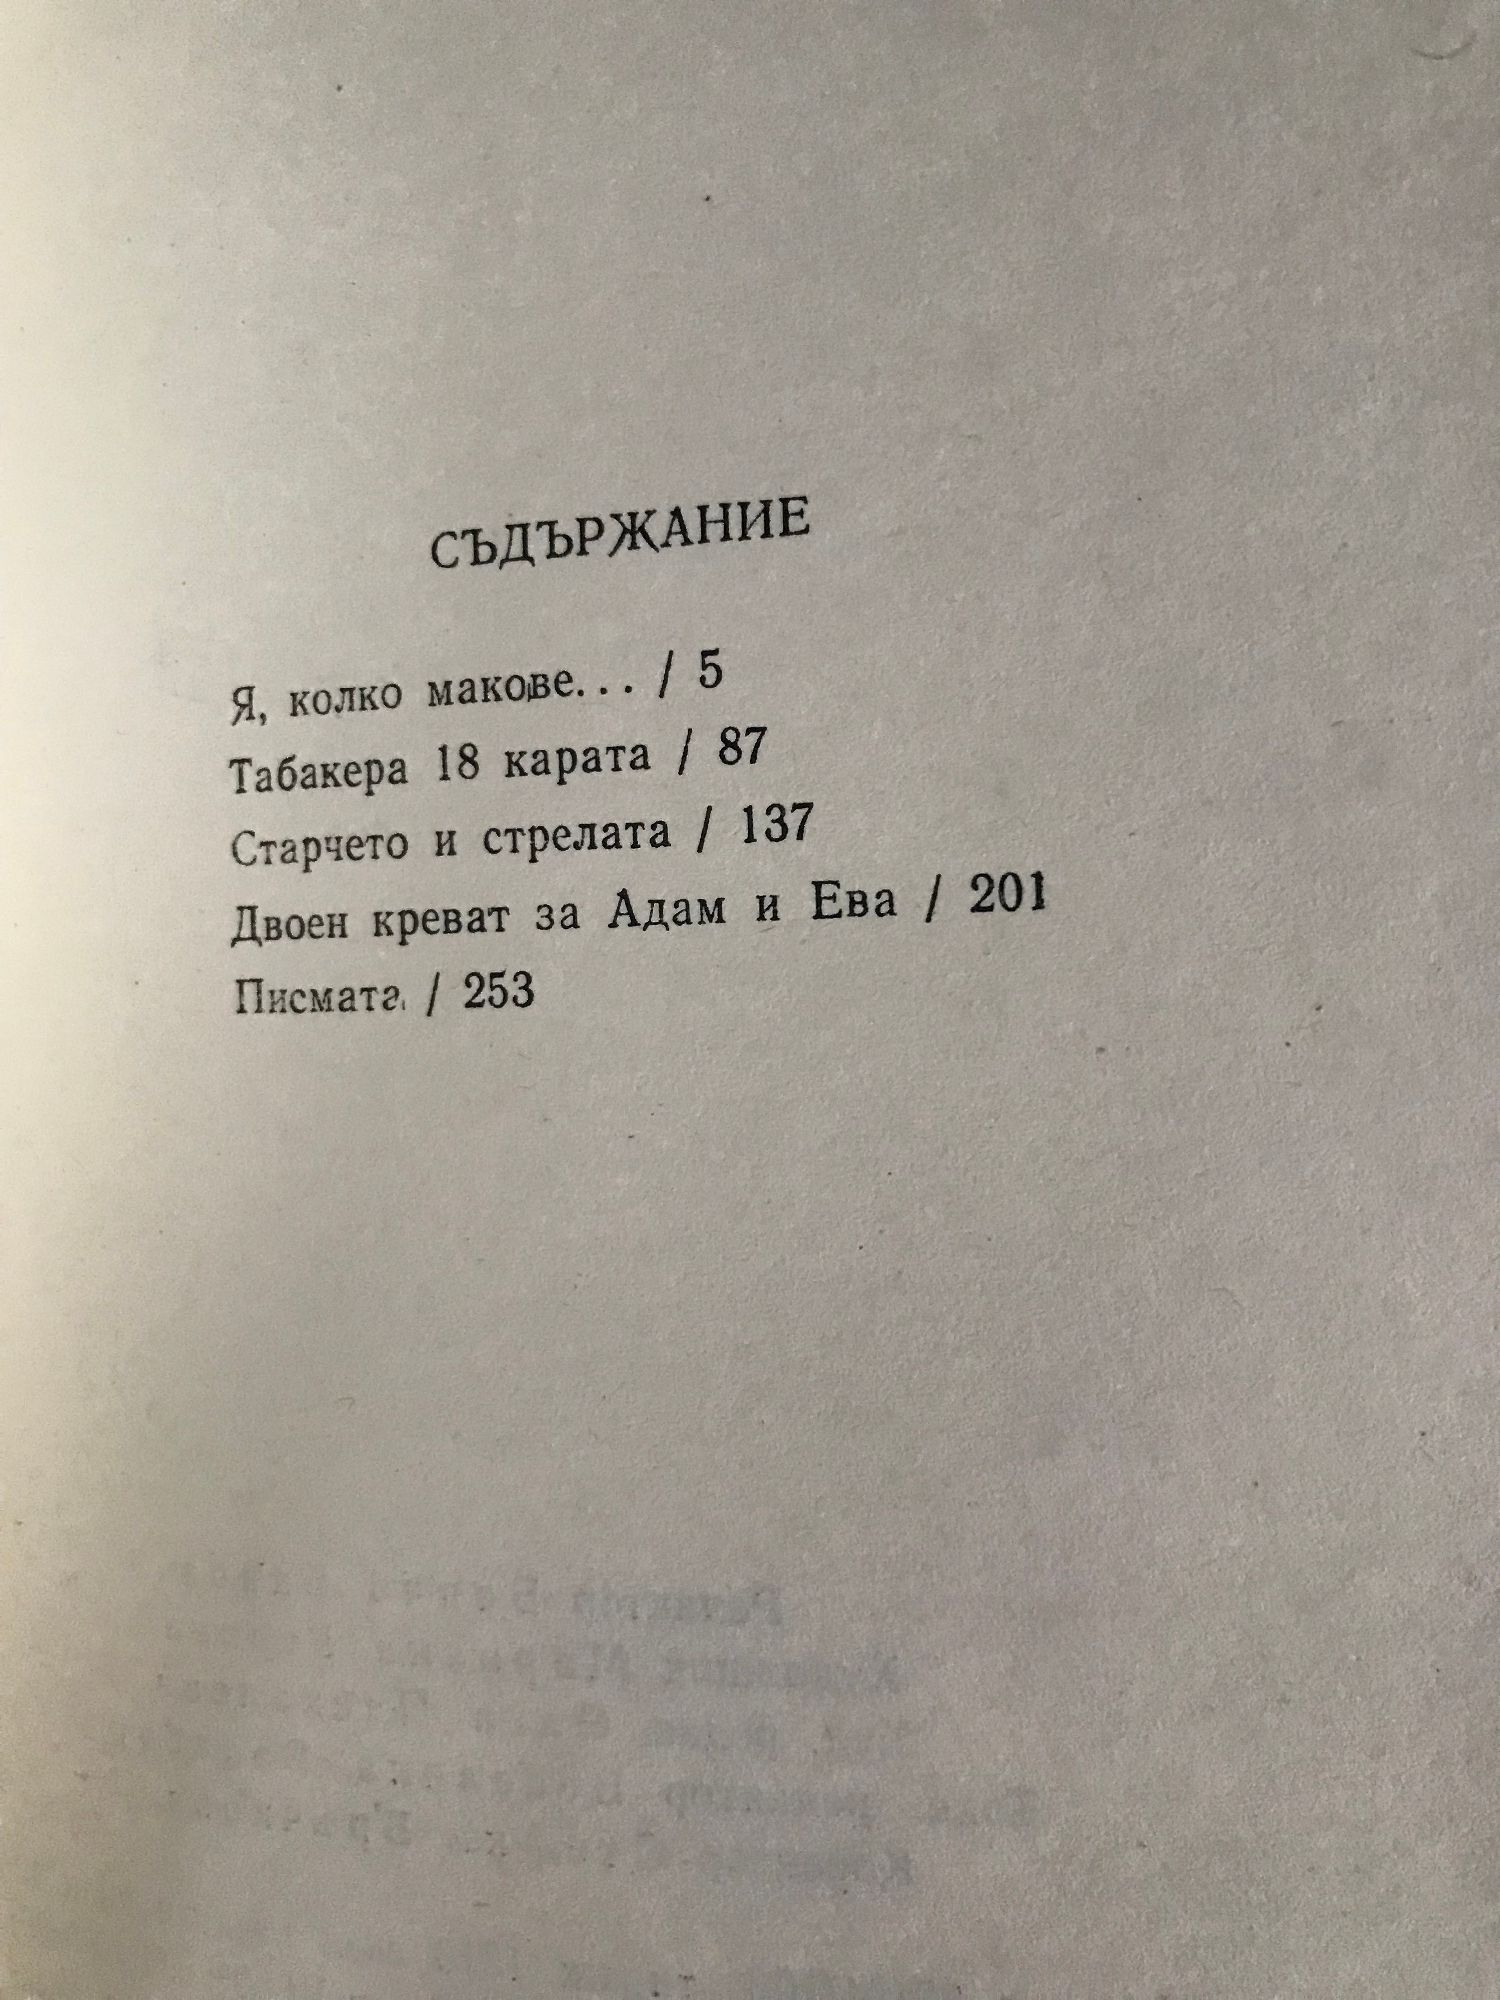 СЪДЪРЖАНИЕ
Я, колко макове... / 5
Табакера 18 карата / 87
Старчето и стрелата / 137
Двоен креват за Адам и Ева / 201
Писмата / 253